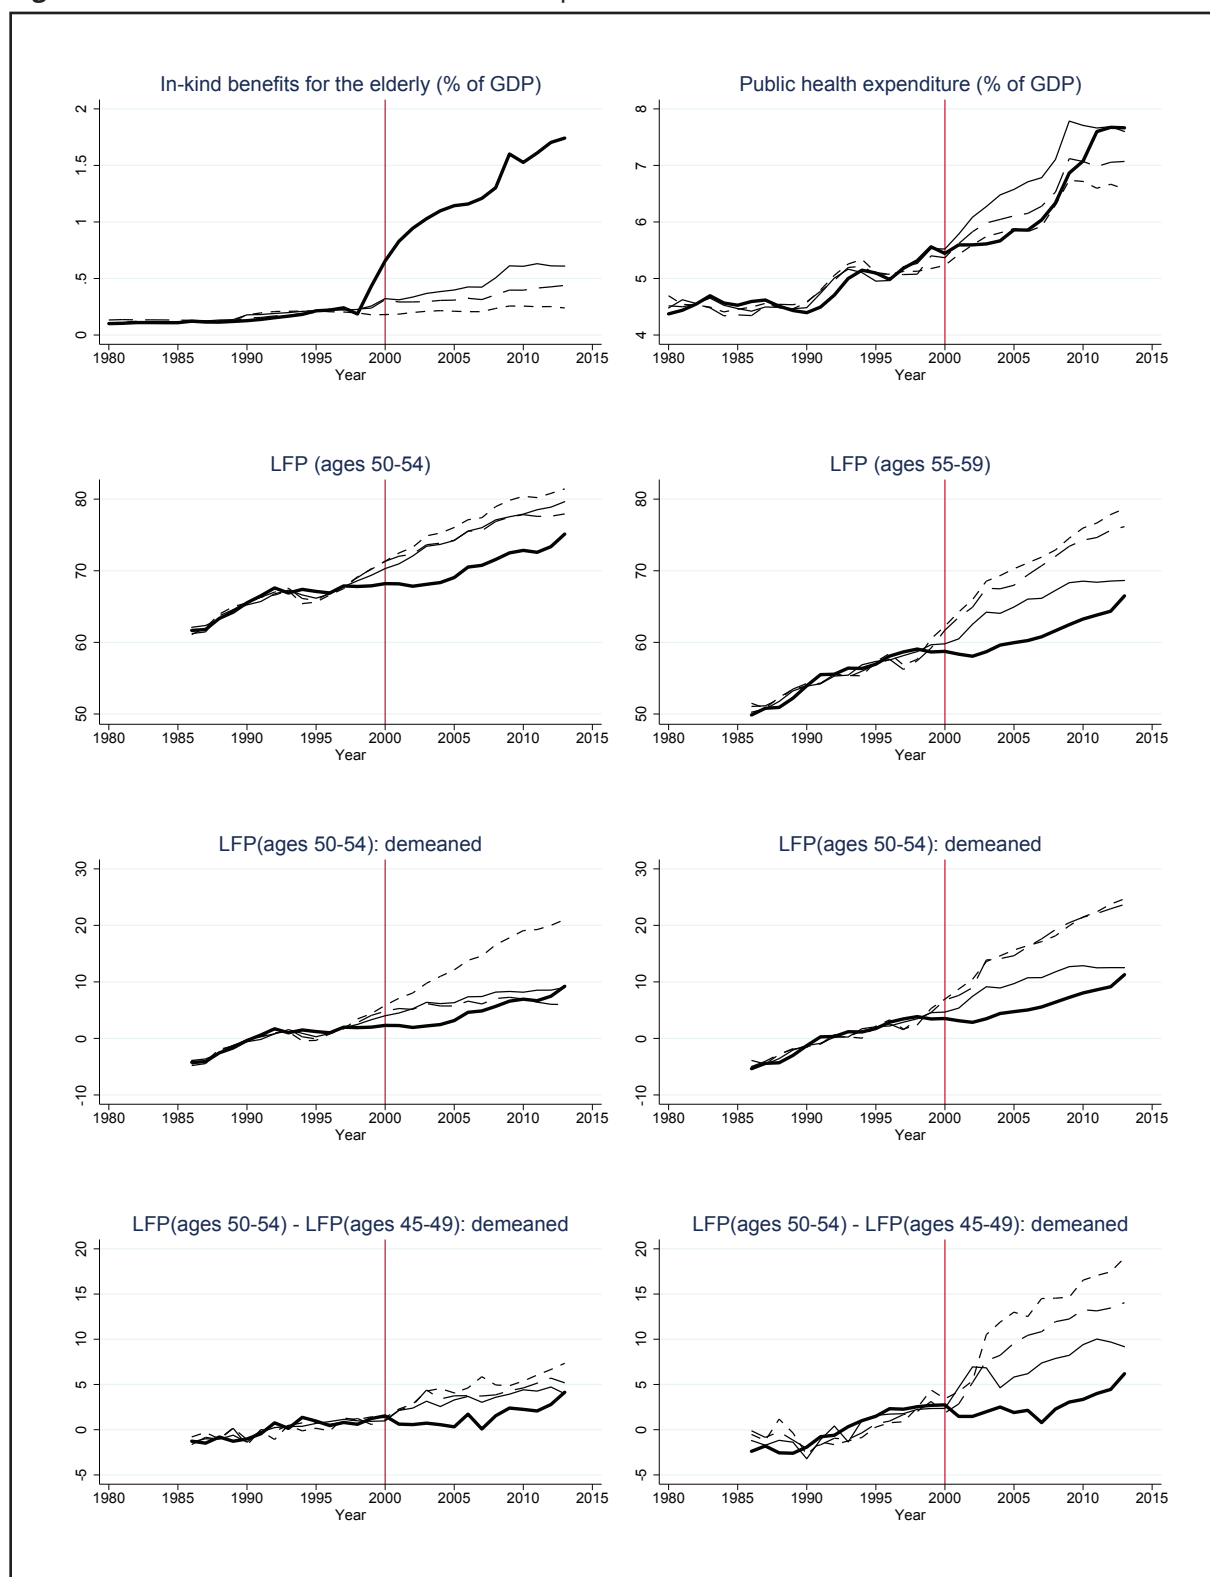 In-kind benefits for the elderly (% of GDP)
0 .5 1 1.5 2
1980 1985 1990 1995 2000 2005 2010 2015
Year
Public health expenditure (% of GDP)
4 5 6 7 8
1980 1985 1990 1995 2000 2005 2010 2015
Year
LFP (ages 50-54)
50 60 70 80
1980 1985 1990 1995 2000 2005 2010 2015
Year
LFP (ages 55-59)
50 60 70 80
1980 1985 1990 1995 2000 2005 2010 2015
Year
LFP(ages 50-54): demeaned
-10 0 10 20 30
1980 1985 1990 1995 2000 2005 2010 2015
Year
LFP(ages 50-54): demeaned
-10 0 10 20 30
1980 1985 1990 1995 2000 2005 2010 2015
Year
LFP(ages 50-54) - LFP(ages 45-49): demeaned
-5 0 5 10 15 20
1980 1985 1990 1995 2000 2005 2010 2015
Year
LFP(ages 50-54) - LFP(ages 45-49): demeaned
-5 0 5 10 15 20
1980 1985 1990 1995 2000 2005 2010 2015
Year